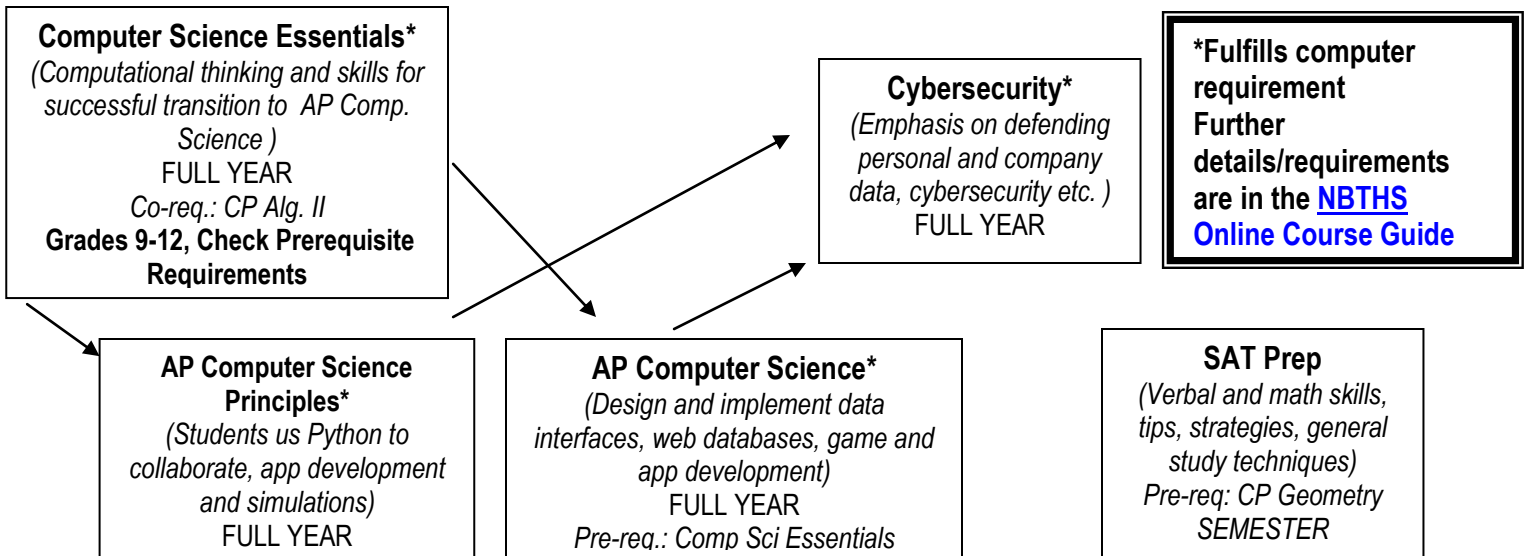 Computer Science Essentials*
(Computational thinking and skills for
successful transition to AP Comp.
Science )
FULL YEAR
Co-req.: CP Alg. II
Grades 9-12, Check Prerequisite
Requirements
Cybersecurity*
(Emphasis on defending
personal and company
data, cybersecurity etc. )
FULL YEAR
*Fulfills computer
requirement
Further
details/requirements
are in the NBTHS
Online Course Guide
AP Computer Science
Principles*
(Students us Python to
collaborate, app development
and simulations)
FULL YEAR
AP Computer Science*
(Design and implement data
interfaces, web databases, game and
app development)
FULL YEAR
Pre-req.: Comp Sci Essentials
SAT Prep
(Verbal and math skills,
tips, strategies, general
study techniques)
Pre-req: CP Geometry
SEMESTER